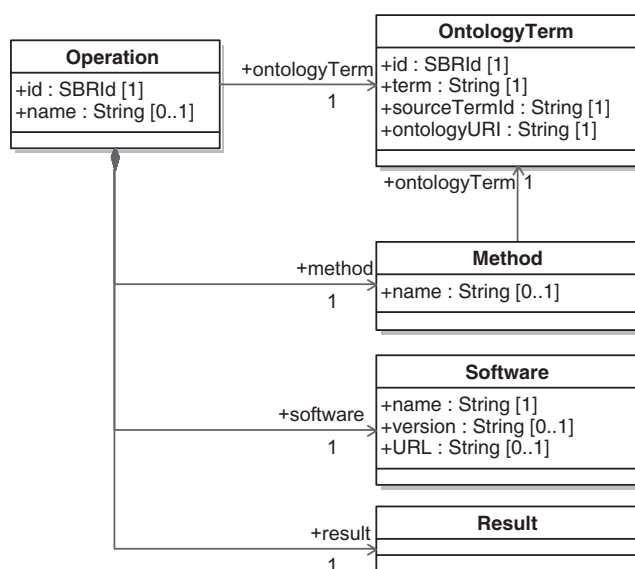 Operation
+id : SBRId [1]
+name : String [0..1]
+ontologyTerm
1
OntologyTerm
+id : SBRId [1]
+term : String [1]
+sourceTermId : String [1]
+ontologyURI : String [1]
+ontologyTerm 1
+method
1
Method
+name : String [0..1]
+software
1
Software
+name : String [1]
+version : String [0..1]
+URL : String [0..1]
+result
1
Result